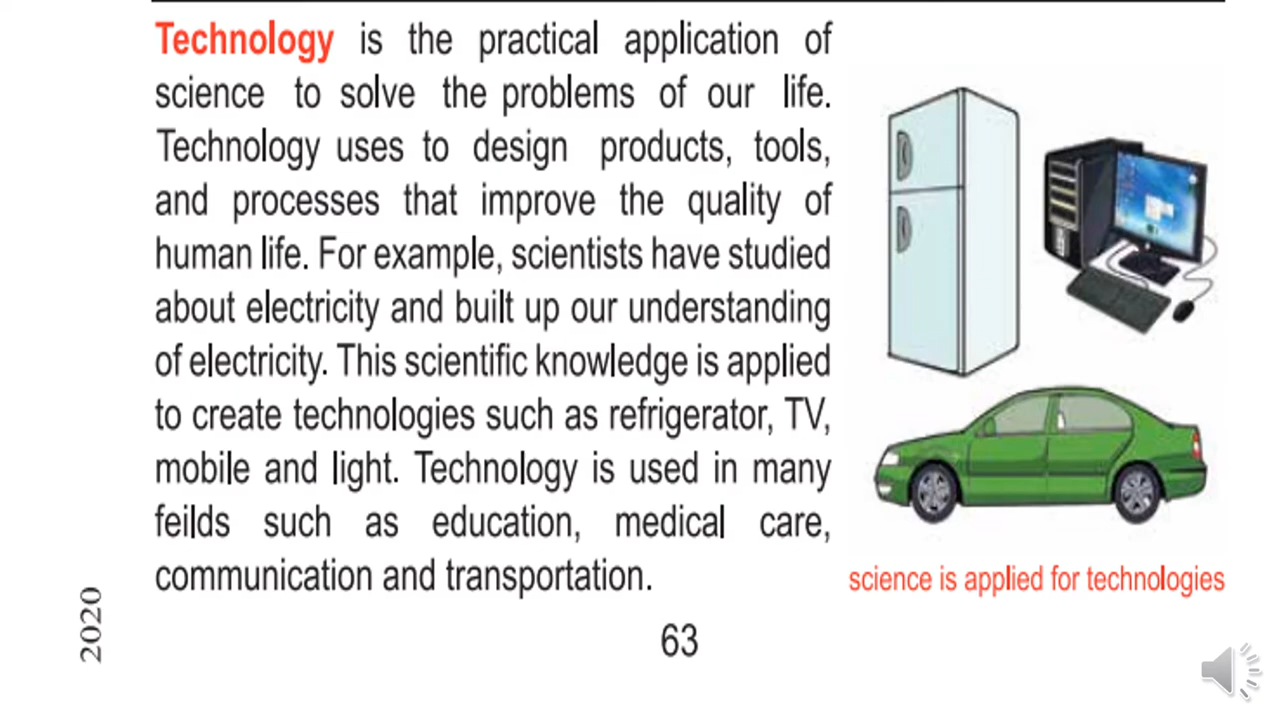 Technology is the practical application of
science to solve the problems of our life.
Technology uses to design products, tools,
and processes that improve the quality of
human life. For example, scientists have studied
about electricity and built up our understanding
of electricity. This scientific knowledge is applied
to create technologies such as refrigerator, TV,
mobile and light. Technology is used in many
feilds such as education, medical care,
communication and transportation.
science is applied for technologies
2020
63